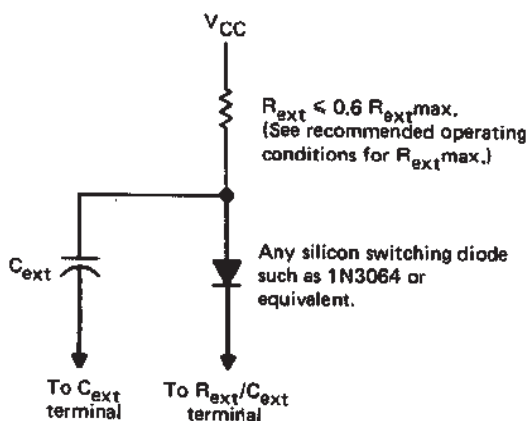 VCC
Rext ≤ 0.6 Rextmax.
(See recommended operating
conditions for Rextmax.)
Cext
Any silicon switching diode
such as 1N3064 or
equivalent.
To Cext
terminal
To Rext/Cext
terminal